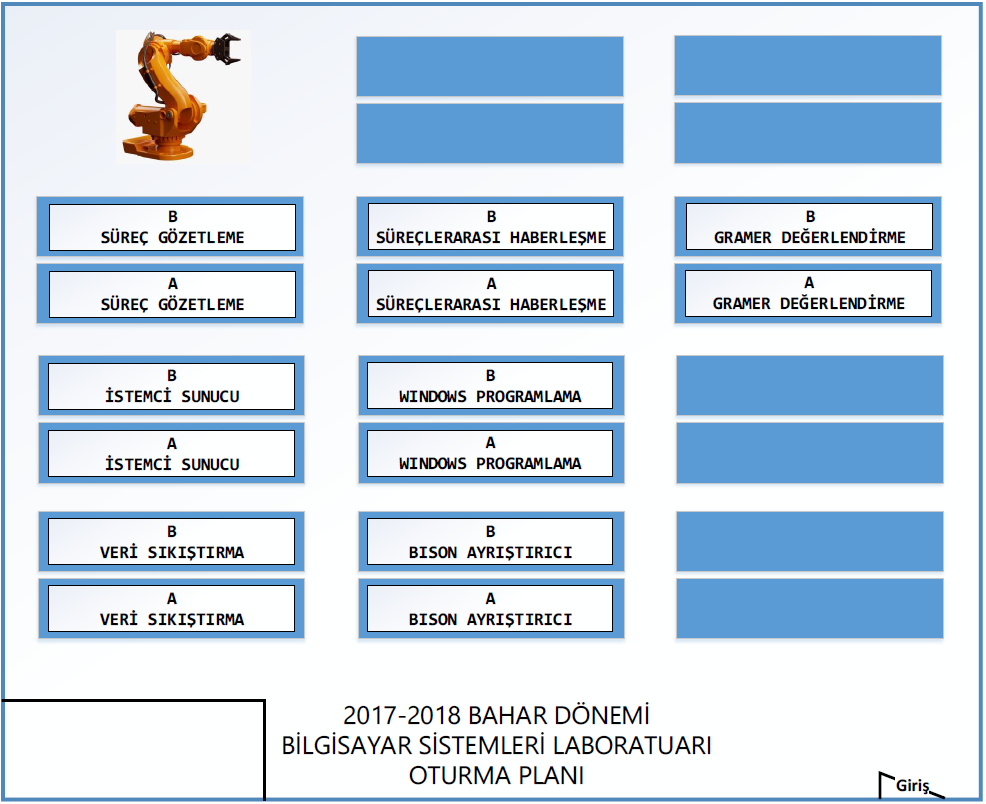 B
SÜREÇ GÖZETLEME
B
SÜREÇLERARASI HABERLEŞME
B
GRAMER DEĞERLENDİRME
A
SÜREÇ GÖZETLEME
A
SÜREÇLERARASI HABERLEŞME
A
GRAMER DEĞERLENDİRME
B
İSTEMCİ SUNUCU
B
WINDOWS PROGRAMLAMA
A
İSTEMCİ SUNUCU
A
WINDOWS PROGRAMLAMA
B
VERİ SIKIŞTIRMA
B
BISON AYRIŞTIRICI
A
VERİ SIKIŞTIRMA
A
BISON AYRIŞTIRICI
2017-2018 BAHAR DÖNEMİ
BİLGİSAYAR SİSTEMLERİ LABORATUARI
OTURMA PLANI
Giriş